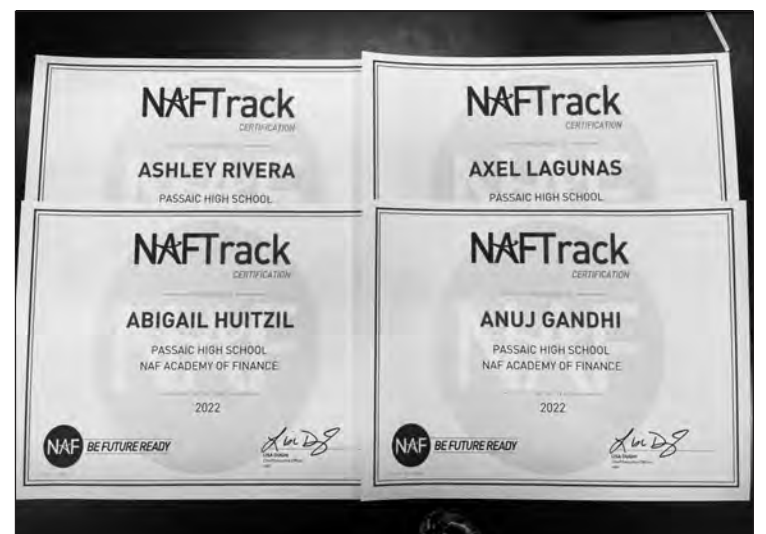 NAFTrack
CERTIFICATION
ASHLEY RIVERA
PASSAIC HIGH SCHOOL
NAFTrack
CERTIFICATION
AXEL LAGUNAS
PASSAIC HIGH SCHOOL
NAFTrack
CERTIFICATION
ABIGAIL HUITZIL
PASSAIC HIGH SCHOOL
NAF ACADEMY OF FINANCE
2022
NAF BE FUTURE READY
NAFTrack
CERTIFICATION
ANUJ GANDHI
PASSAIC HIGH SCHOOL
NAF ACADEMY OF FINANCE
2022
NAF BE FUTURE READY